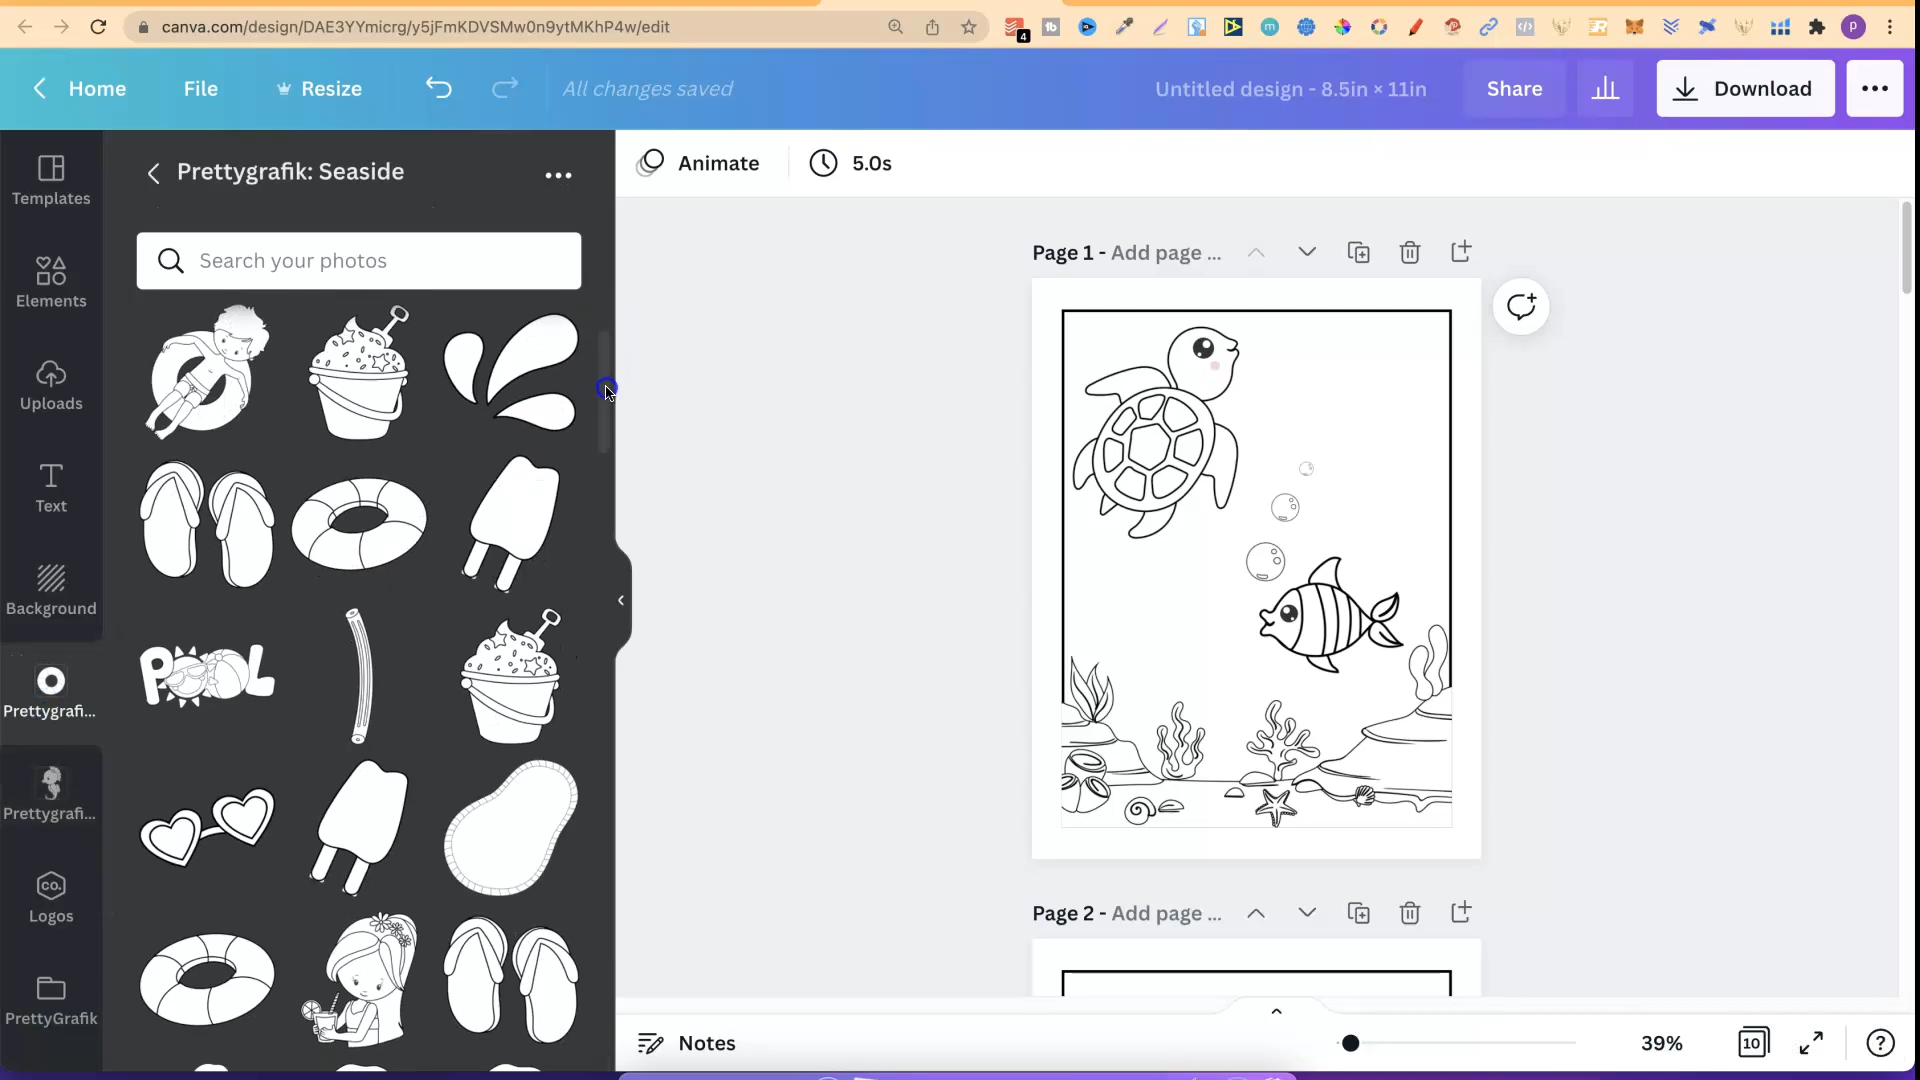 canva.com/design/DAE3YYmicrg/y5jFmKDVSMw0n9ytMKhP4w/edit
4
P
Home
File
Resize
All changes saved
Untitled design - 8.5in × 11in
Share
Download
Templates
Elements
Uploads
Text
Background
Prettygrafi...
Prettygrafi...
Logos
CO.
PrettyGrafik
Prettygrafik: Seaside
Search your photos
POOL
Animate
5.0s
Page 1 - Add page ...
Page 2 - Add page ...
Notes
39%
10
?